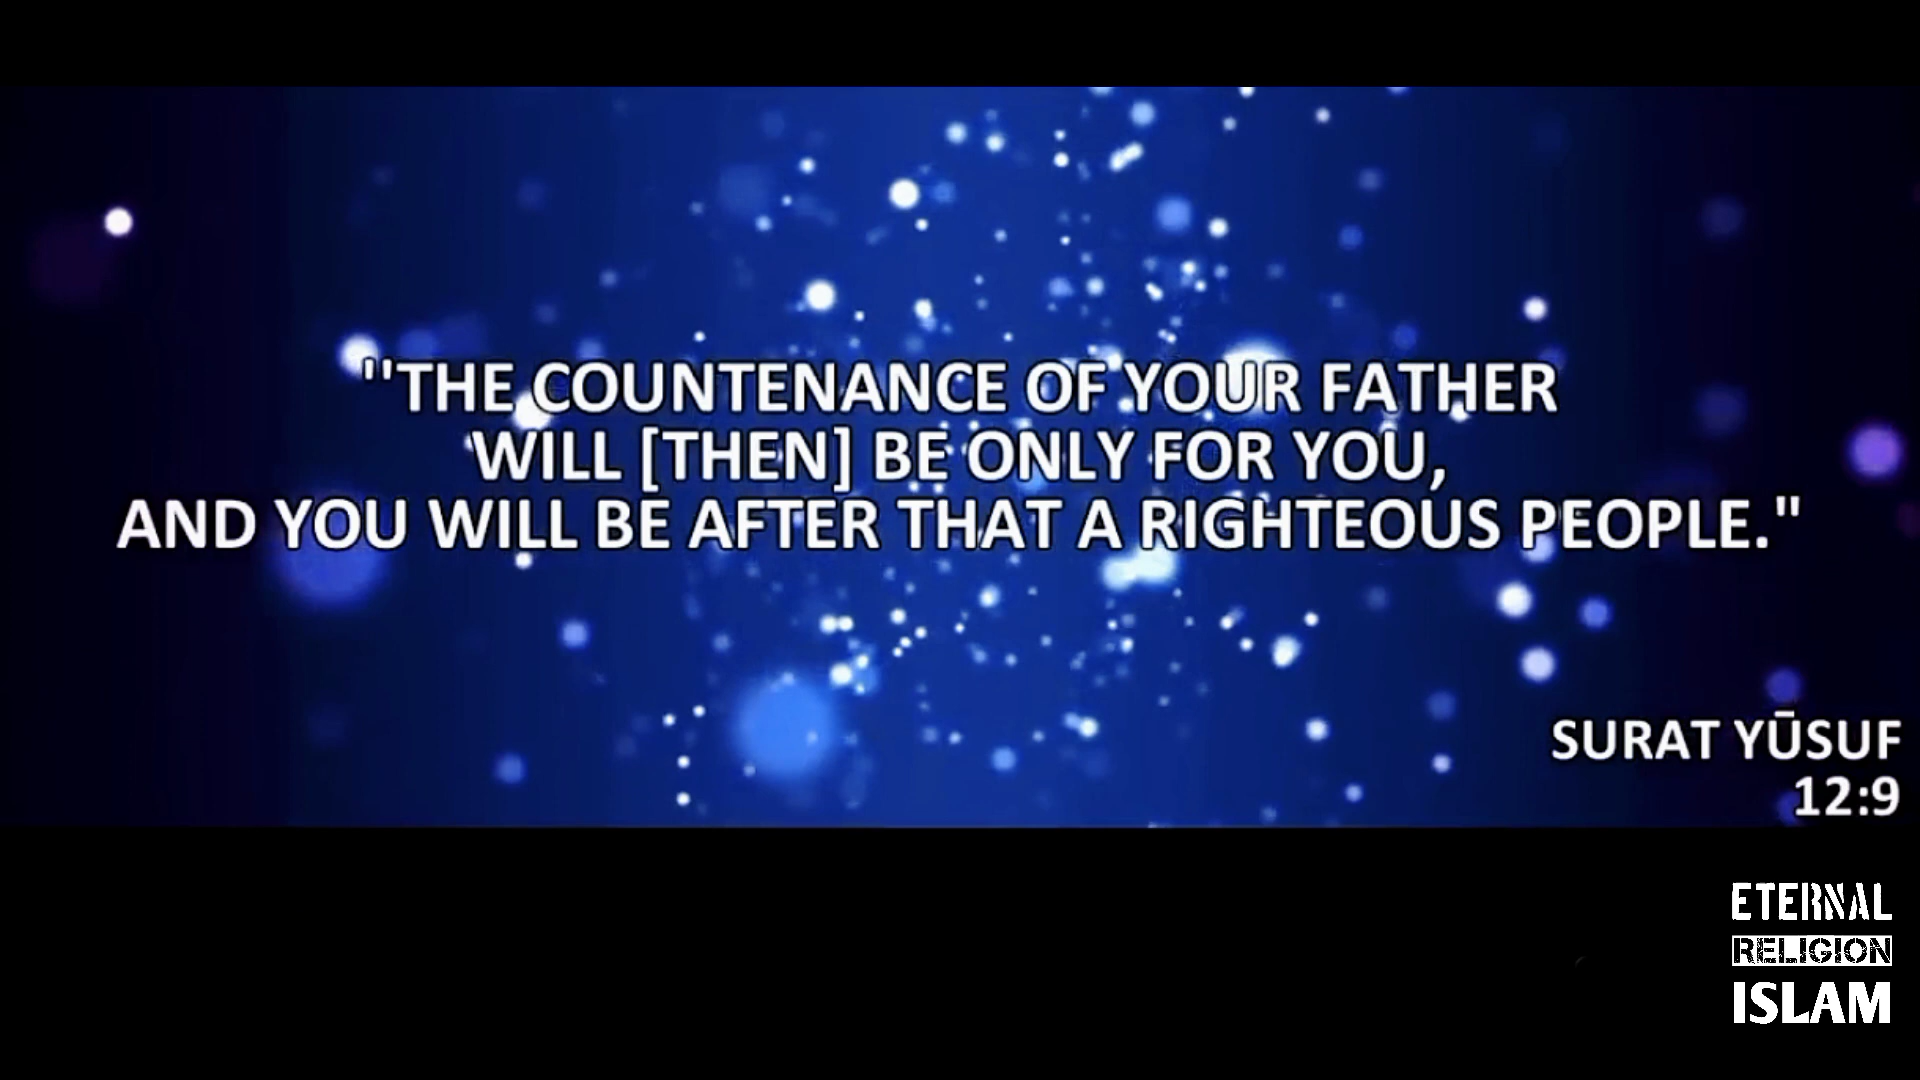 "THE COUNTENANCE OF YOUR FATHER
WILL [THEN] BE ONLY FOR YOU,
AND YOU WILL BE AFTER THAT A RIGHTEOUS PEOPLE."
SURAT YŪSUF
12:9
ETERNAL
RELIGION
ISLAM